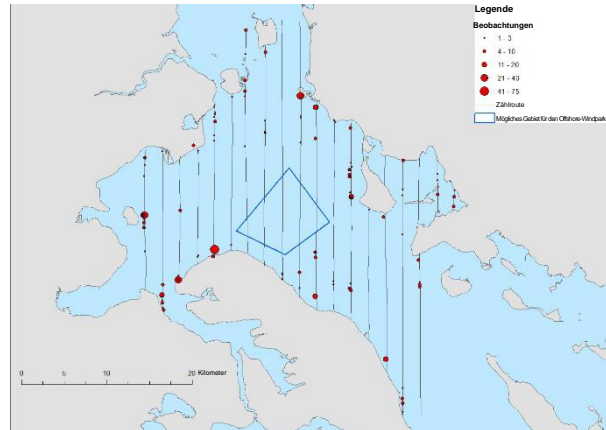 Legende
Beobachtungen
1 - 3
4 - 10
11 - 20
21 - 40
41 - 75
Zählroute
Mögliches Gebiet für den Offshore-Windpark
0 5 10 20 Kilometer